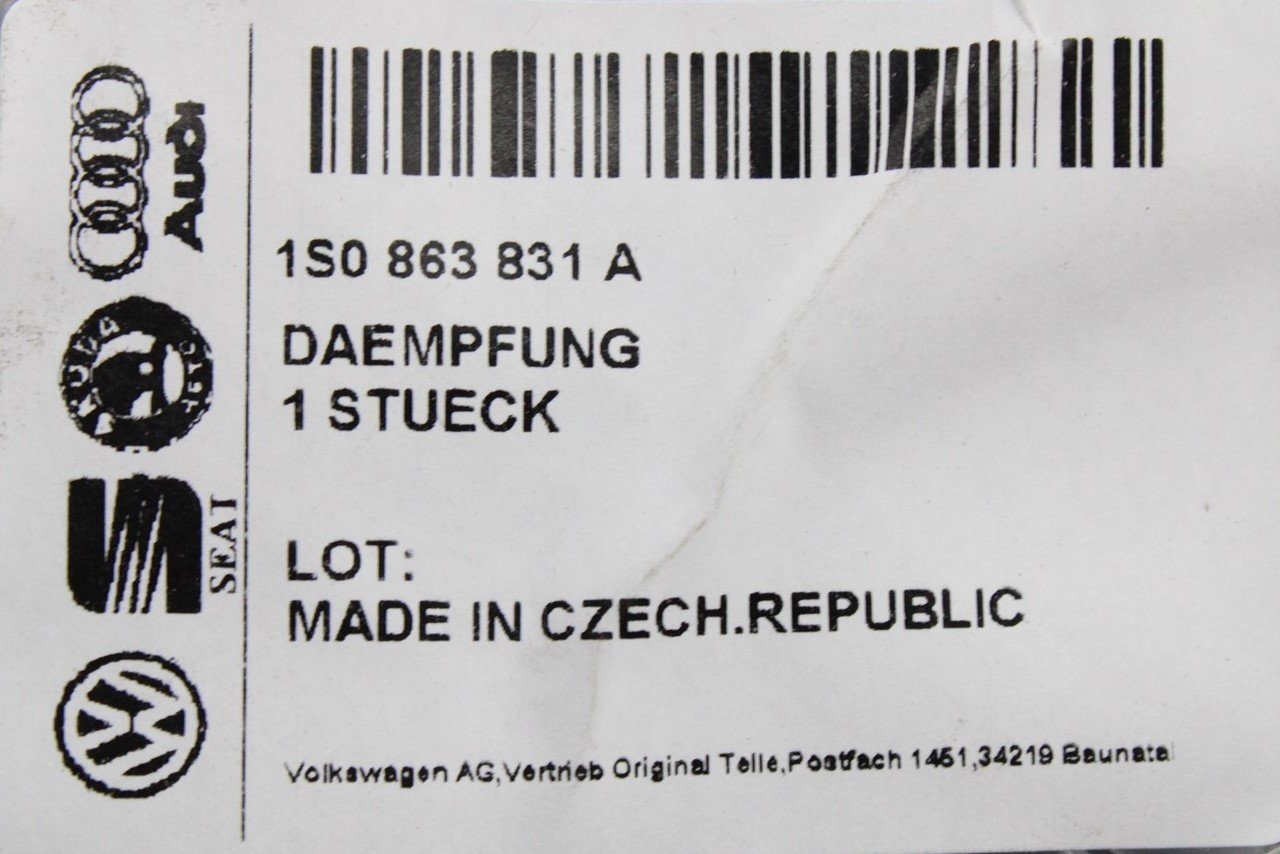 1S0 863 831 A
DAEMPFUNG
1 STUECK
LOT:
MADE IN CZECH.REPUBLIC
Volkswagen AG,Vertrieb Original Teile,Postfach 1451,34219 Baunatal
AUDI
SEAT